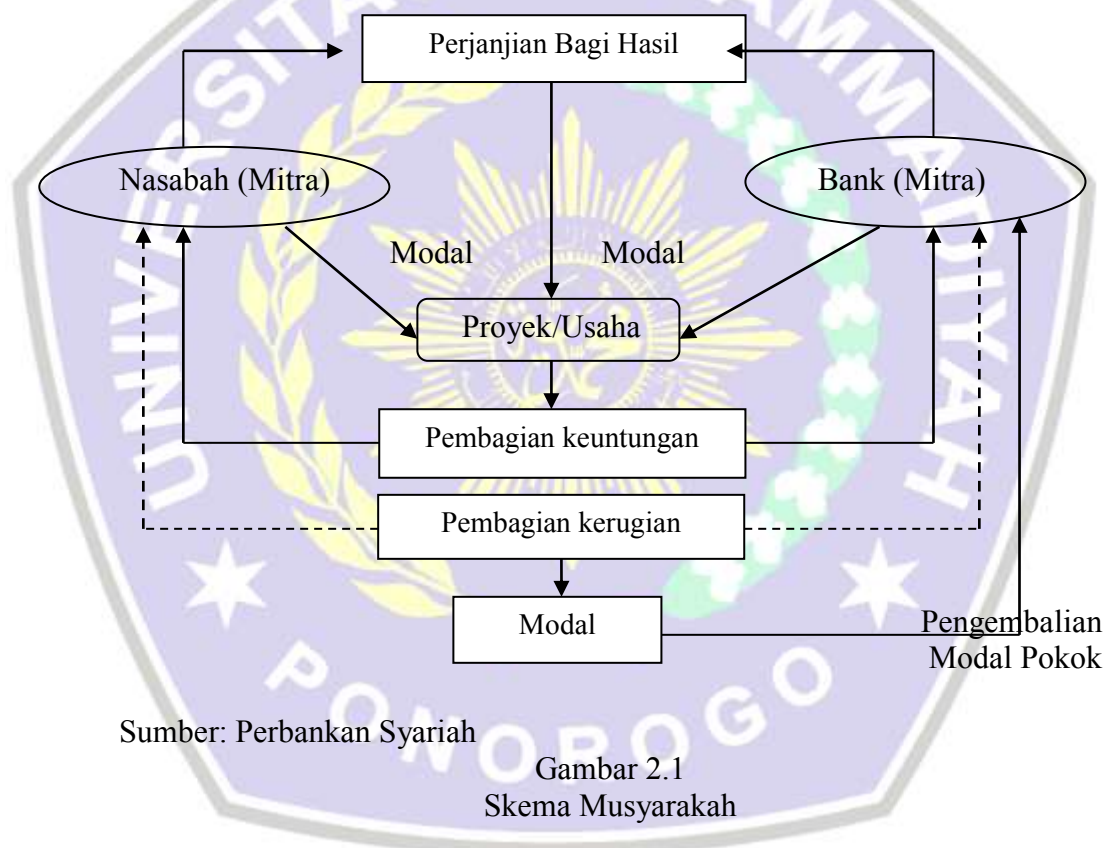 Perjanjian Bagi Hasil
Nasabah (Mitra)
Bank (Mitra)
Modal
Modal
Proyek/Usaha
Pembagian keuntungan
Pembagian kerugian
Modal
Pengembalian
Modal Pokok
Sumber: Perbankan Syariah
Gambar 2.1
Skema Musyarakah
PONOROGO